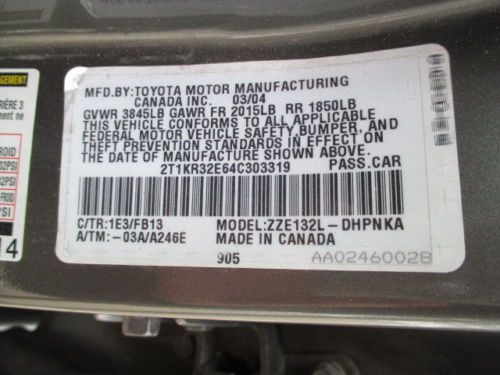 MFD.BY:TOYOTA MOTOR MANUFACTURING
CANADA INC. 03/04
GVWR 3845LB GAWR FR 2015LB RR 1850LB
THIS VEHICLE CONFORMS TO ALL APPLICABLE
FEDERAL MOTOR VEHICLE SAFETY,BUMPER, AND
THEFT PREVENTION STANDARDS IN EFFECT ON
THE DATE OF MANUFACTURE SHOWN ABOVE.
2T1KR32E64C303319 PASS.CAR
C/TR:1E3/FB13 MODEL:ZZE132L-DHPNKA
A/TM:-03A/A246E MADE IN CANADA
905 AA02460028
14